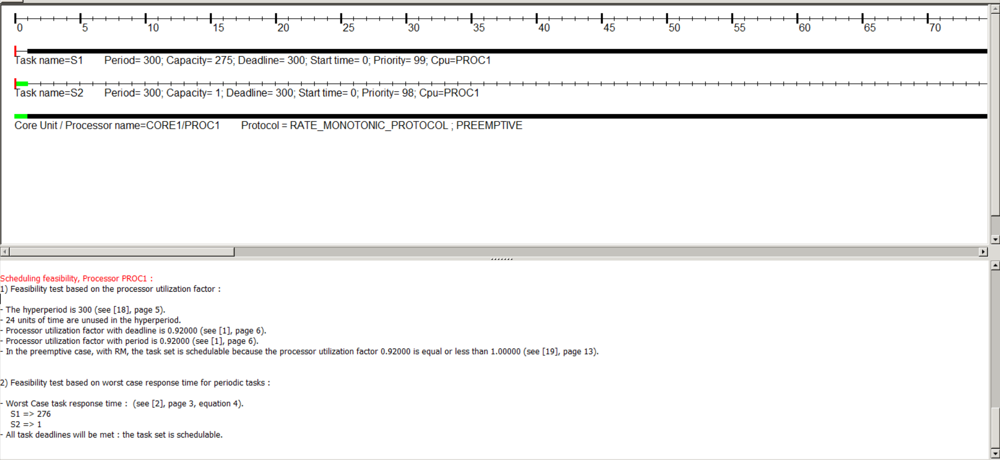 0 5 10 15 20 25 30 35 40 45 50 55 60 65 70
Task name=S1 Period= 300; Capacity= 275; Deadline= 300; Start time= 0; Priority= 99; Cpu=PROC1
Task name=S2 Period= 300; Capacity= 1; Deadline= 300; Start time= 0; Priority= 98; Cpu=PROC1
Core Unit / Processor name=CORE1/PROC1 Protocol = RATE_MONOTONIC_PROTOCOL ; PREEMPTIVE
Scheduling feasibility, Processor PROC1 :
1) Feasibility test based on the processor utilization factor :
- The hyperperiod is 300 (see [18], page 5).
- 24 units of time are unused in the hyperperiod.
- Processor utilization factor with deadline is 0.92000 (see [1], page 6).
- Processor utilization factor with period is 0.92000 (see [1], page 6).
- In the preemptive case, with RM, the task set is schedulable because the processor utilization factor 0.92000 is equal or less than 1.00000 (see [19], page 13).
2) Feasibility test based on worst case response time for periodic tasks :
- Worst Case task response time : (see [2], page 3, equation 4).
S1 => 276
S2 => 1
- All task deadlines will be met : the task set is schedulable.